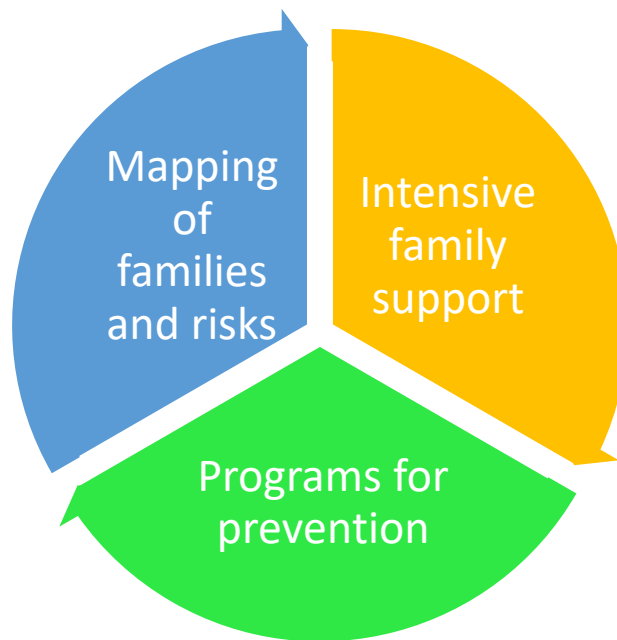 Mapping
of
families
and risks
Intensive
family
support
Programs for
prevention